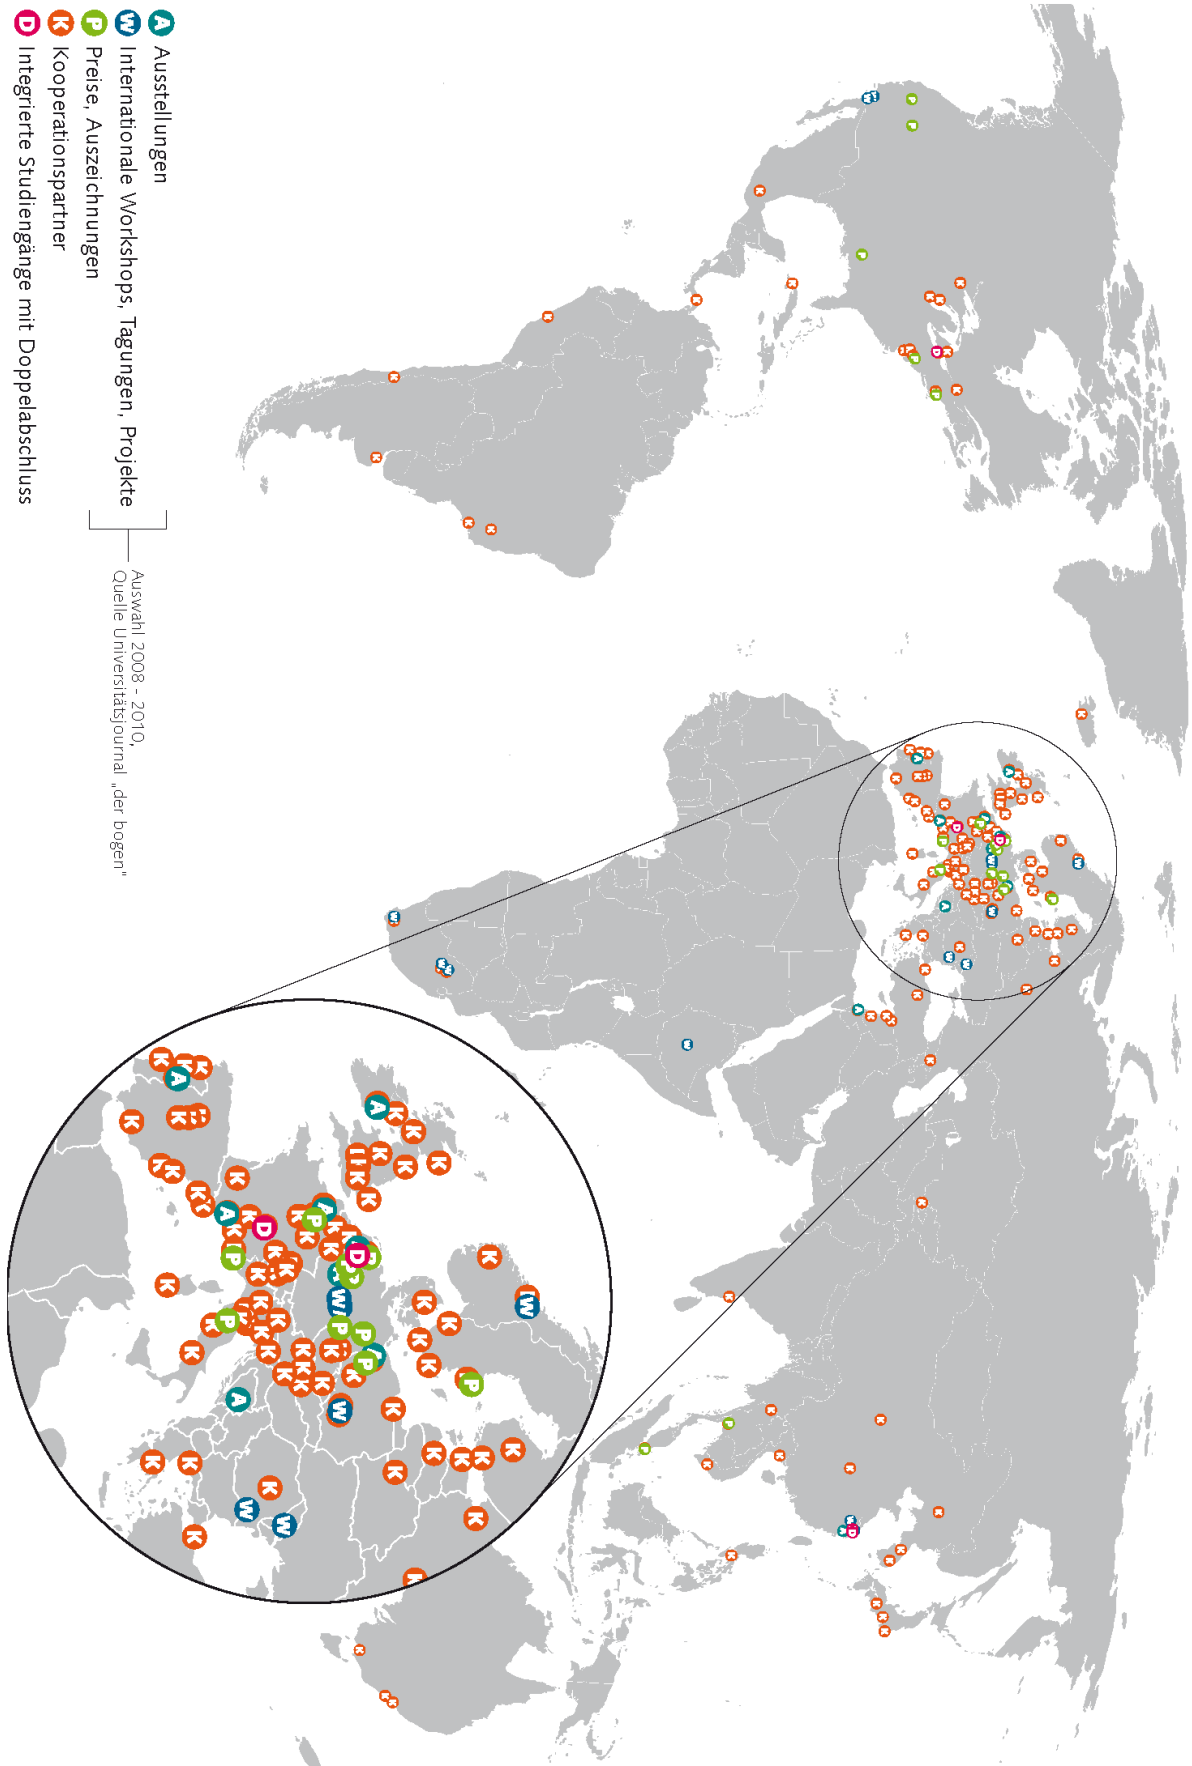 A Ausstellungen
W Internationale Workshops, Tagungen, Projekte
P Preise, Auszeichnungen
K Kooperationspartner
D Integrierte Studiengänge mit Doppelabschluss
Auswahl 2008 - 2010,
Quelle Universitätsjournal „der bogen"